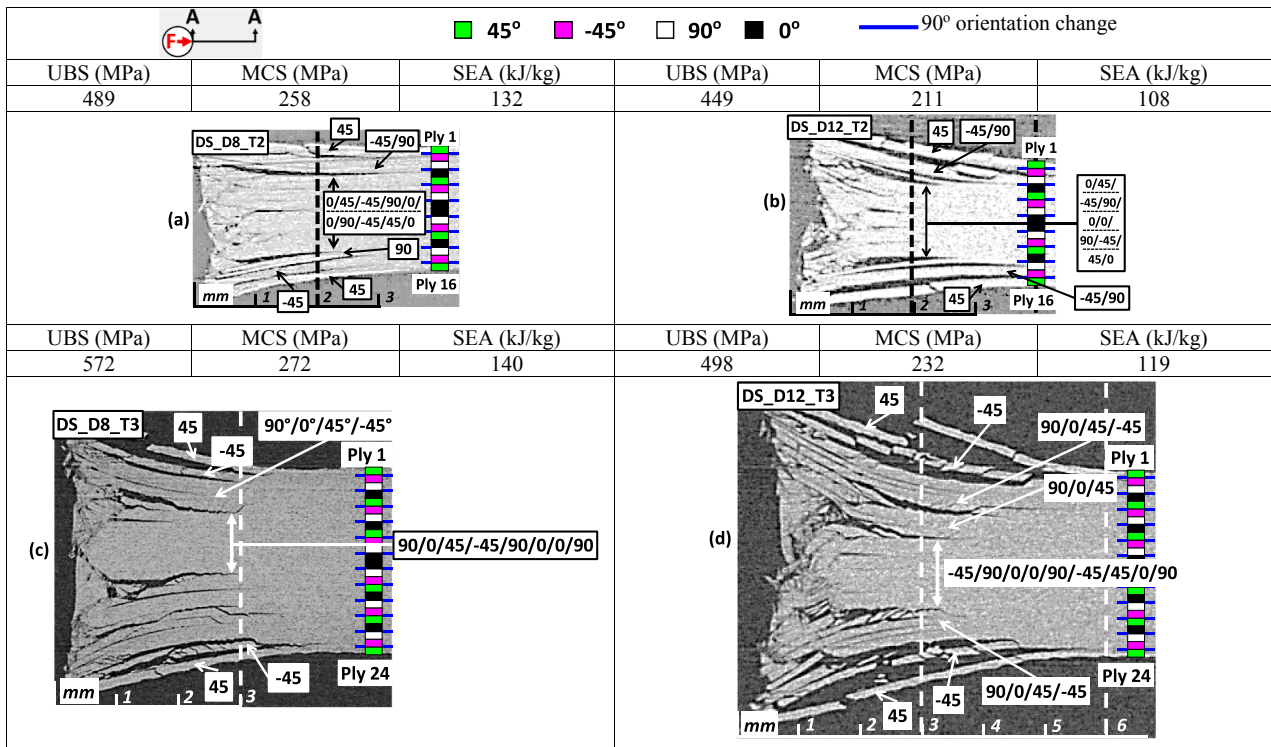 A A
F
45° -45° 90° 0° 90° orientation change
UBS (MPa) MCS (MPa) SEA (kJ/kg) UBS (MPa) MCS (MPa) SEA (kJ/kg)
489 258 132 449 211 108
DS_D8_T2
45
-45/90
Ply 1
(a)
0/45/-45/90/0/
0/90/-45/45/0
90
-45
45
Ply 16
mm 1 2 3
DS_D12_T2
45
-45/90
Ply 1
(b)
0/45/
-45/90/
0/0/
90/-45/
45/0
Ply 16
-45/90
45
mm 1 2 3
UBS (MPa) MCS (MPa) SEA (kJ/kg) UBS (MPa) MCS (MPa) SEA (kJ/kg)
572 272 140 498 232 119
DS_D8_T3
45
90°/0°/45°/-45°
-45
Ply 1
(c)
90/0/45/-45/90/0/0/90
Ply 24
45
-45
mm 1 2 3
DS_D12_T3
45
-45
90/0/45/-45
Ply 1
90/0/45
(d)
-45/90/0/0/90/-45/45/0/90
Ply 24
-45
90/0/45/-45
45
mm 1 2 3 4 5 6